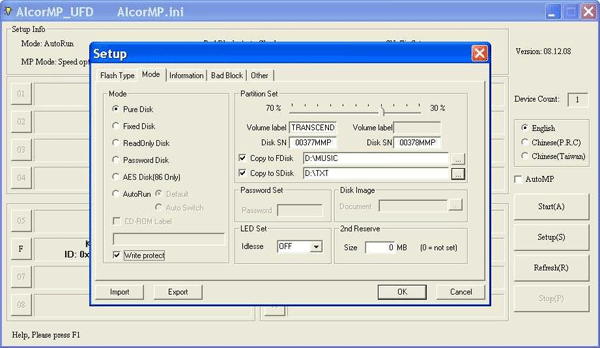 AlcorMP_UFD AlcorMP.ini
Setup Info
Mode: AutoRun
MP Mode: Speed opt
Version: 08.12.08
Device Count: 1
English
Chinese(P.R.C)
Chinese(Taiwan)
AutoMP
Start(A)
Setup(S)
Refresh(R)
Stop(P)
01
02
03
04
05
F K
ID: 0x
07
08
Help, Please press F1
Setup
Flash Type Mode Information Bad Block Other
Mode
Pure Disk
Fixed Disk
ReadOnly Disk
Password Disk
AES Disk(86 Only)
AutoRun Default
Auto Switch
CD-ROM Label
Write protect
Partition Set
70 % 30 %
Volume label TRANSCEND Volume label
Disk SN 00377MMP Disk SN 00378MMP
Copy to FDisk D:\MUSIC ...
Copy to SDisk D:\TXT ...
Password Set
Password
Disk Image
Document ...
LED Set
Idlesse OFF
2nd Reserve
Size 0 MB (0 = not set)
Import Export OK Cancel